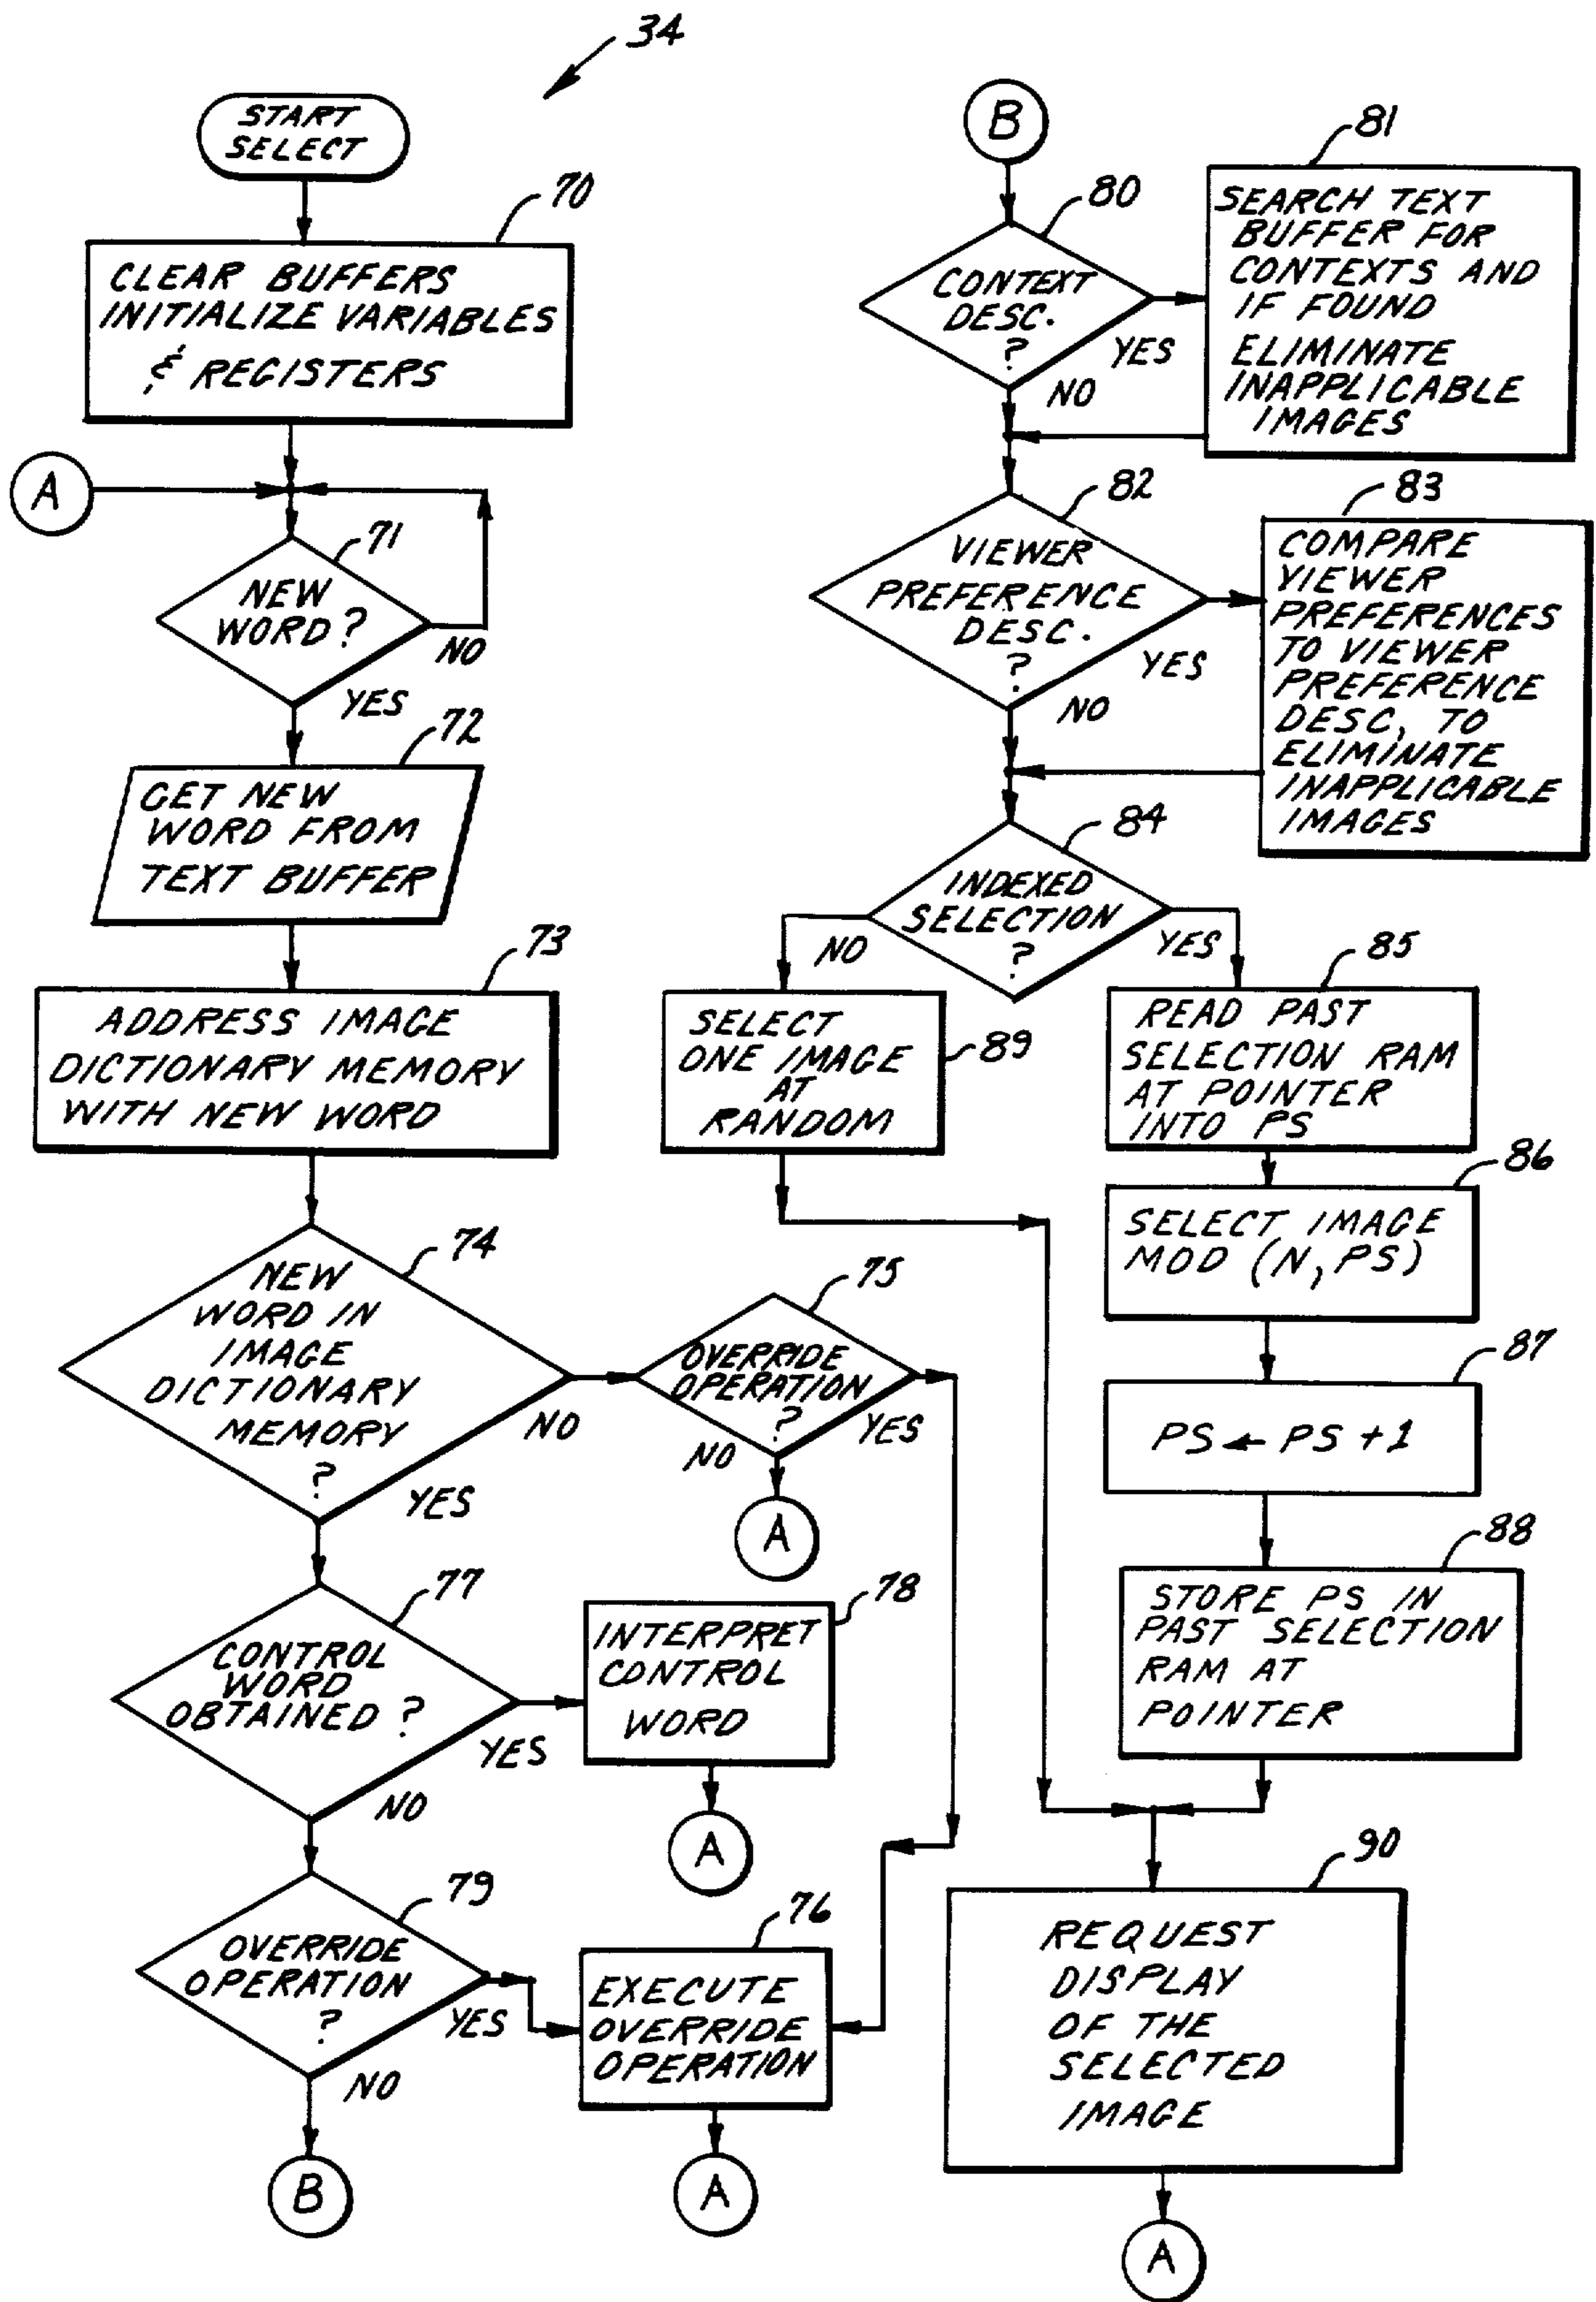 34
START
SELECT
70
CLEAR BUFFERS
INITIALIZE VARIABLES
& REGISTERS
A
71
NEW
WORD?
NO
YES
72
GET NEW
WORD FROM
TEXT BUFFER
73
ADDRESS IMAGE
DICTIONARY MEMORY
WITH NEW WORD
74
NEW
WORD IN
IMAGE
DICTIONARY
MEMORY
?
NO
YES
75
OVERRIDE
OPERATION
?
NO
YES
A
77
CONTROL
WORD
OBTAINED ?
YES
NO
78
INTERPRET
CONTROL
WORD
A
79
OVERRIDE
OPERATION
?
YES
NO
B
76
EXECUTE
OVERRIDE
OPERATION
A
B
80
CONTEXT
DESC.
?
YES
NO
81
SEARCH TEXT
BUFFER FOR
CONTEXTS AND
IF FOUND
ELIMINATE
INAPPLICABLE
IMAGES
82
VIEWER
PREFERENCE
DESC.
?
YES
NO
83
COMPARE
VIEWER
PREFERENCES
TO VIEWER
PREFERENCE
DESC, TO
ELIMINATE
INAPPLICABLE
IMAGES
84
INDEXED
SELECTION
?
NO
YES
89
SELECT
ONE IMAGE
AT
RANDOM
85
READ PAST
SELECTION RAM
AT POINTER
INTO PS
86
SELECT IMAGE
MOD (N, PS)
87
PS ← PS +1
88
STORE PS IN
PAST SELECTION
RAM AT
POINTER
90
REQUEST
DISPLAY
OF THE
SELECTED
IMAGE
A